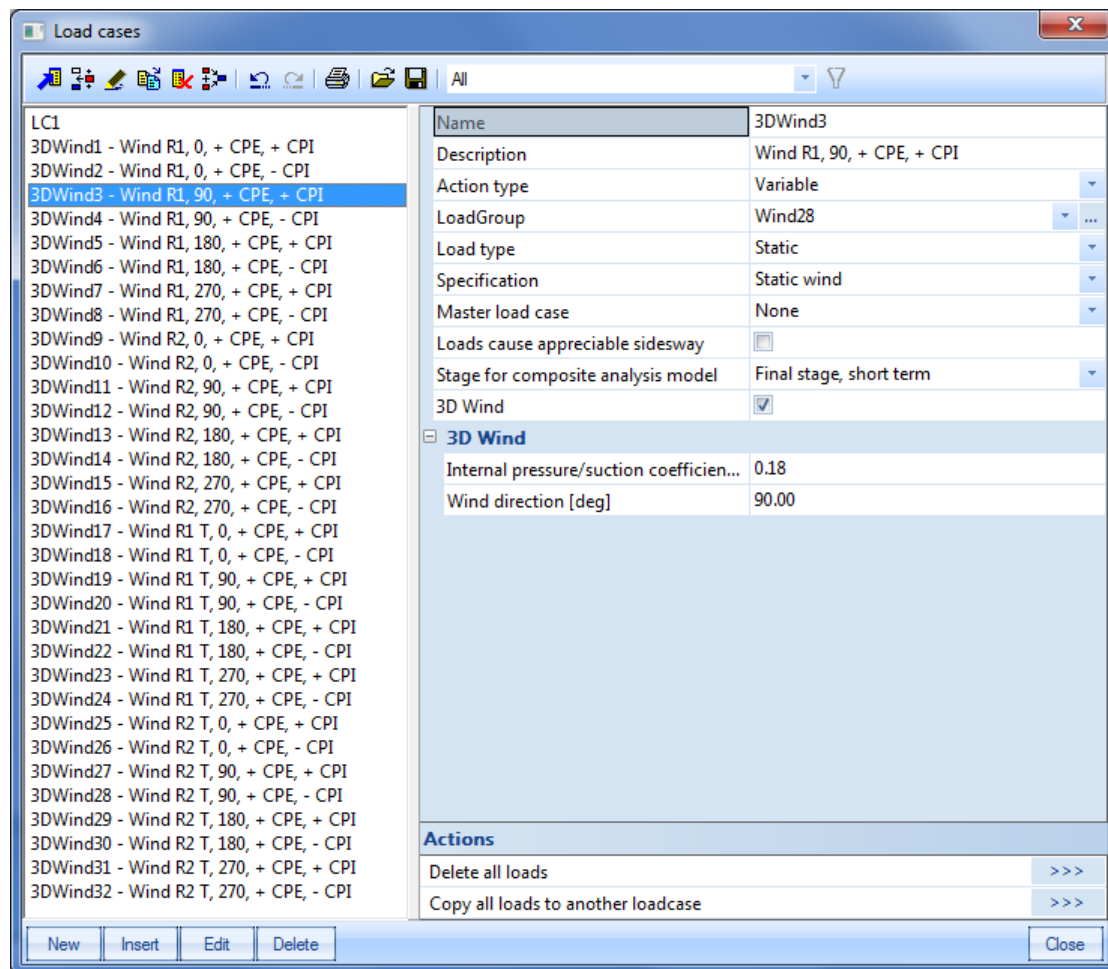 Load cases
All
LC1
3DWind1 - Wind R1, 0, + CPE, + CPI
3DWind2 - Wind R1, 0, + CPE, - CPI
3DWind3 - Wind R1, 90, + CPE, + CPI
3DWind4 - Wind R1, 90, + CPE, - CPI
3DWind5 - Wind R1, 180, + CPE, + CPI
3DWind6 - Wind R1, 180, + CPE, - CPI
3DWind7 - Wind R1, 270, + CPE, + CPI
3DWind8 - Wind R1, 270, + CPE, - CPI
3DWind9 - Wind R2, 0, + CPE, + CPI
3DWind10 - Wind R2, 0, + CPE, - CPI
3DWind11 - Wind R2, 90, + CPE, + CPI
3DWind12 - Wind R2, 90, + CPE, - CPI
3DWind13 - Wind R2, 180, + CPE, + CPI
3DWind14 - Wind R2, 180, + CPE, - CPI
3DWind15 - Wind R2, 270, + CPE, + CPI
3DWind16 - Wind R2, 270, + CPE, - CPI
3DWind17 - Wind R1 T, 0, + CPE, + CPI
3DWind18 - Wind R1 T, 0, + CPE, - CPI
3DWind19 - Wind R1 T, 90, + CPE, + CPI
3DWind20 - Wind R1 T, 90, + CPE, - CPI
3DWind21 - Wind R1 T, 180, + CPE, + CPI
3DWind22 - Wind R1 T, 180, + CPE, - CPI
3DWind23 - Wind R1 T, 270, + CPE, + CPI
3DWind24 - Wind R1 T, 270, + CPE, - CPI
3DWind25 - Wind R2 T, 0, + CPE, + CPI
3DWind26 - Wind R2 T, 0, + CPE, - CPI
3DWind27 - Wind R2 T, 90, + CPE, + CPI
3DWind28 - Wind R2 T, 90, + CPE, - CPI
3DWind29 - Wind R2 T, 180, + CPE, + CPI
3DWind30 - Wind R2 T, 180, + CPE, - CPI
3DWind31 - Wind R2 T, 270, + CPE, + CPI
3DWind32 - Wind R2 T, 270, + CPE, - CPI
Name 3DWind3
Description Wind R1, 90, + CPE, + CPI
Action type Variable
LoadGroup Wind28 ...
Load type Static
Specification Static wind
Master load case None
Loads cause appreciable sidesway
Stage for composite analysis model Final stage, short term
3D Wind
3D Wind
Internal pressure/suction coefficien... 0.18
Wind direction [deg] 90.00
Actions
Delete all loads >>>
Copy all loads to another loadcase >>>
New Insert Edit Delete Close